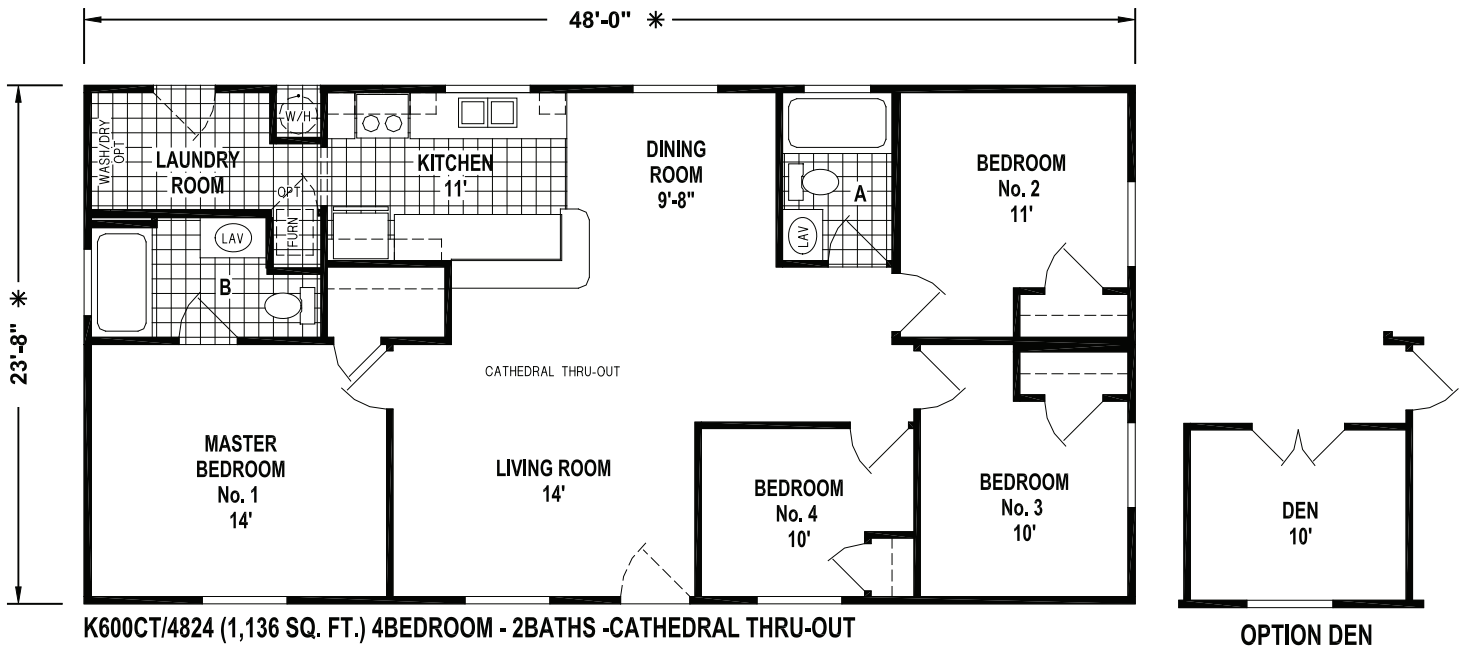 48'-0" ✳
23'-8" ✳
WASH/DRY
OPT
LAUNDRY
ROOM
W/H
OPT
FURN
KITCHEN
11'
DINING
ROOM
9'-8"
A
LAV
BEDROOM
No. 2
11'
LAV
B
CATHEDRAL THRU-OUT
MASTER
BEDROOM
No. 1
14'
LIVING ROOM
14'
BEDROOM
No. 4
10'
BEDROOM
No. 3
10'
DEN
10'
K600CT/4824 (1,136 SQ. FT.) 4BEDROOM - 2BATHS -CATHEDRAL THRU-OUT
OPTION DEN